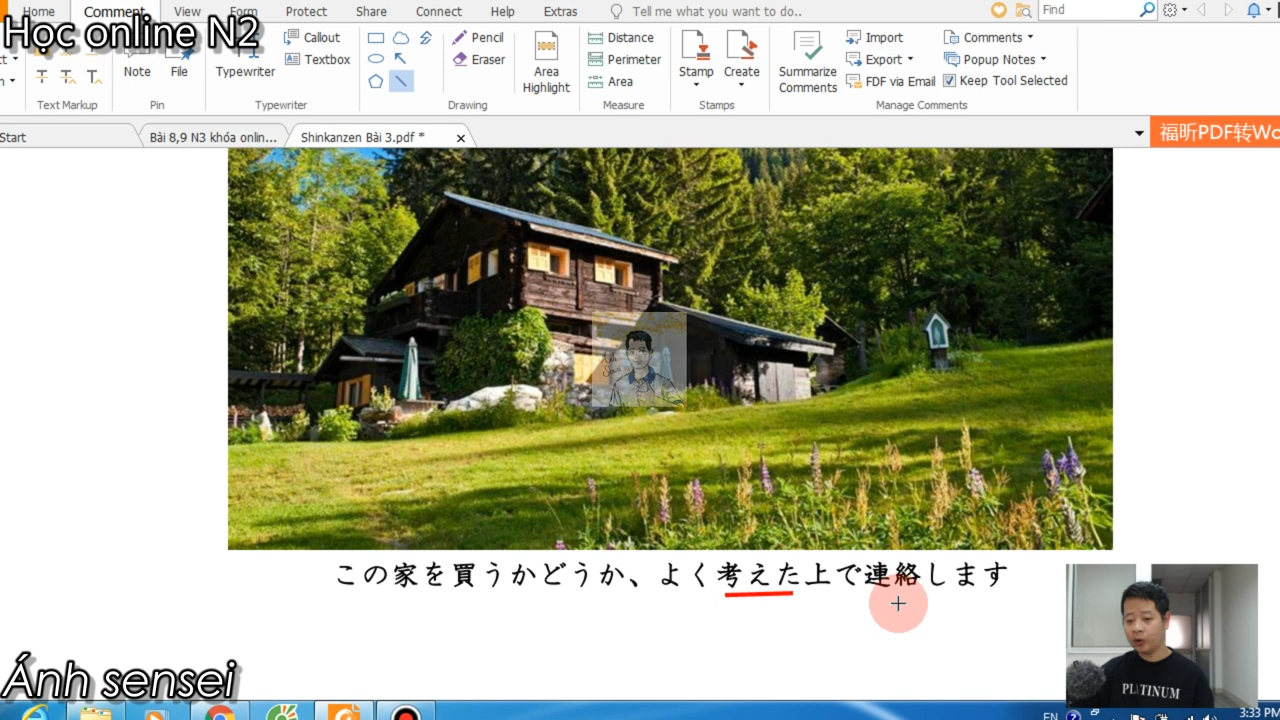 Home Comment View Form Protect Share Connect Help Extras Tell me what you want to do.. Find
Học online N2
Callout
Textbox
Note File Typewriter
Pencil
Eraser
Area Highlight
Distance
Perimeter
Area
Stamp Create
Summarize Comments
Import
Export
FDF via Email
Comments
Popup Notes
Keep Tool Selected
Text Markup Pin Typewriter Drawing Measure Stamps Manage Comments
Start Bài 8,9 N3 khóa onlin... Shinkanzen Bài 3.pdf *
福昕PDF转Wo
この家を買うかどうか、よく考えた上で連絡します
PLATINUM
Ánh sensei
EN 3:33 PM